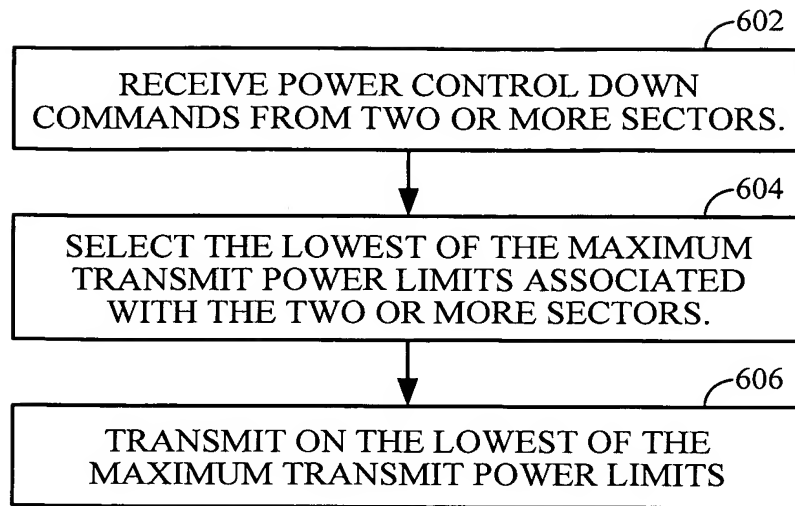 602
RECEIVE POWER CONTROL DOWN
COMMANDS FROM TWO OR MORE SECTORS.
604
SELECT THE LOWEST OF THE MAXIMUM
TRANSMIT POWER LIMITS ASSOCIATED
WITH THE TWO OR MORE SECTORS.
606
TRANSMIT ON THE LOWEST OF THE
MAXIMUM TRANSMIT POWER LIMITS